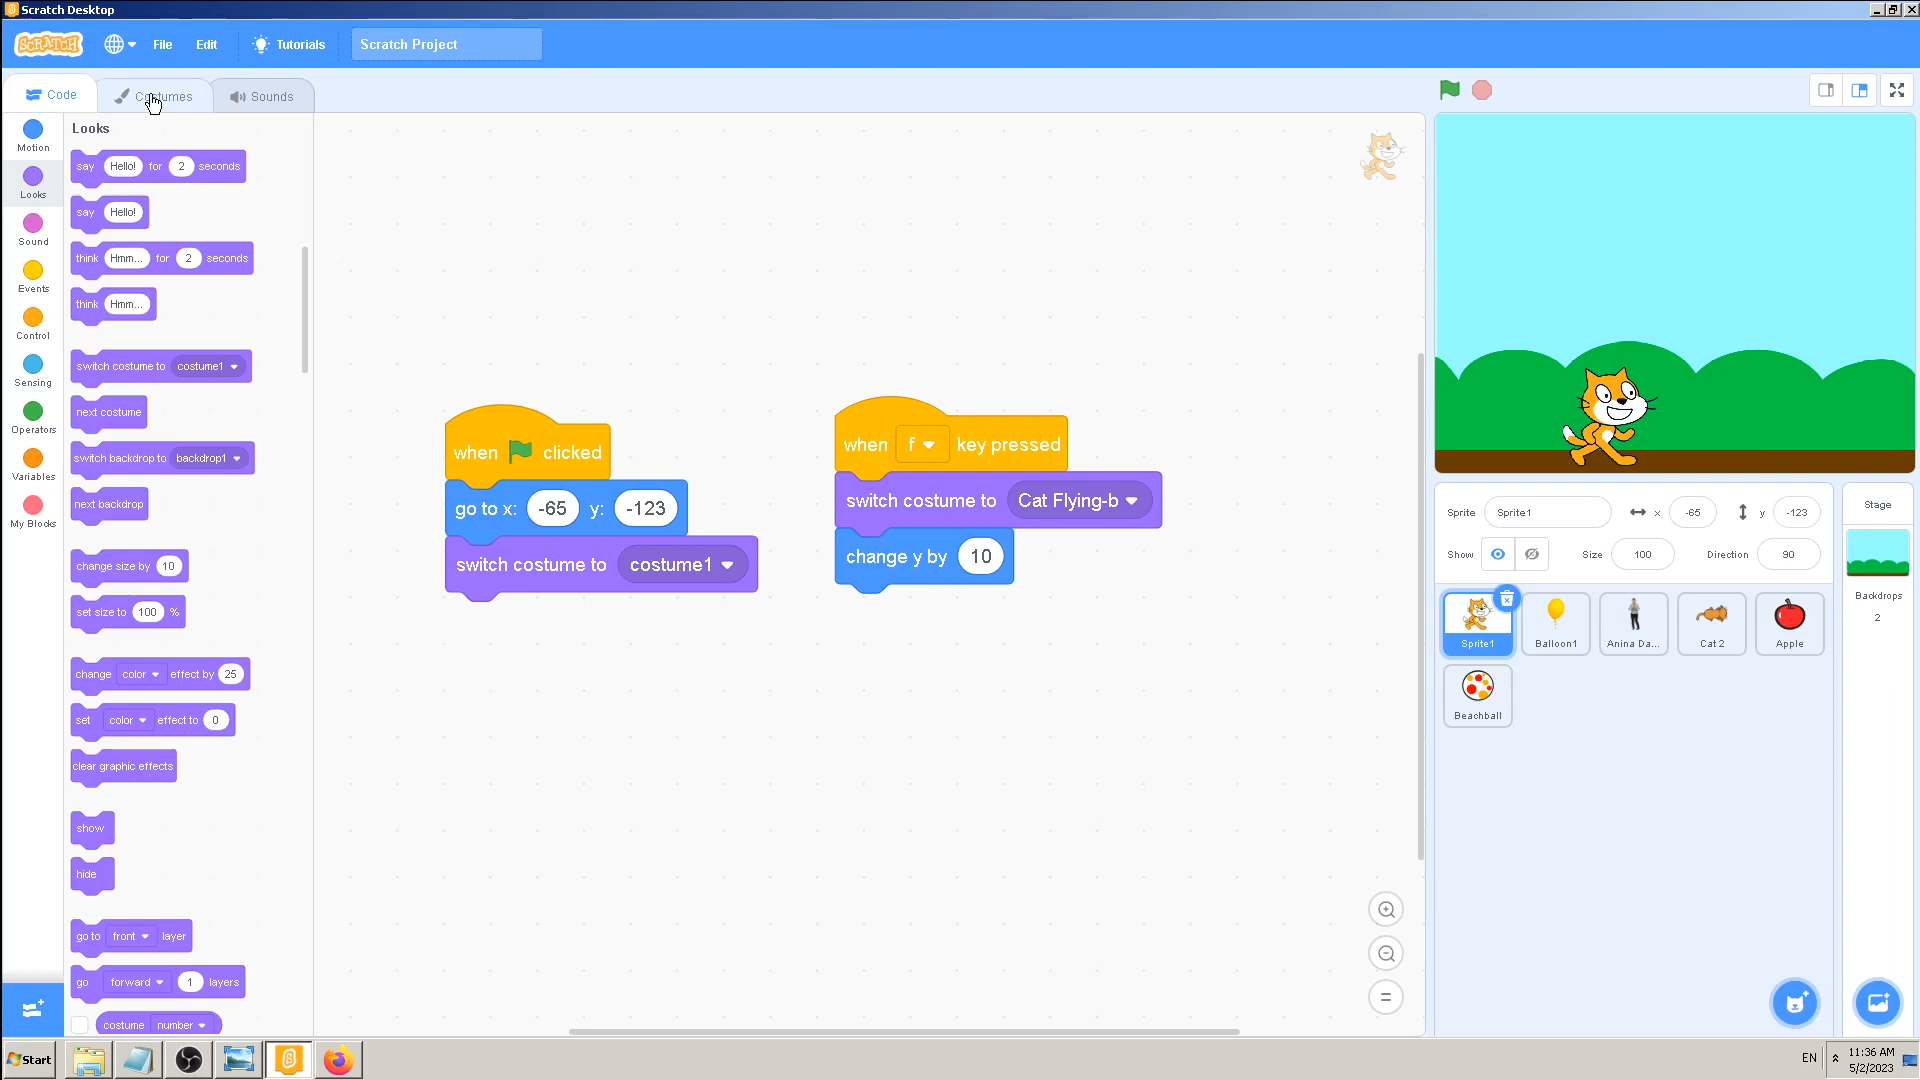 Scratch Desktop
SCRATCH
File
Edit
Tutorials
Scratch Project
Code
Costumes
Sounds
Motion
Looks
Sound
Events
Control
Sensing
Operators
Variables
My Blocks
Looks
say Hello! for 2 seconds
say Hello!
think Hmm... for 2 seconds
think Hmm...
switch costume to costume1
next costume
switch backdrop to backdrop1
next backdrop
change size by 10
set size to 100 %
change color effect by 25
set color effect to 0
clear graphic effects
show
hide
go to front layer
go forward 1 layers
costume number
when clicked
go to x: -65 y: -123
switch costume to costume1
when f key pressed
switch costume to Cat Flying-b
change y by 10
Sprite Sprite1 x -65 y -123
Show Size 100 Direction 90
Sprite1
Balloon1
Anina Da...
Cat 2
Apple
Beachball
Stage
Backdrops
2
Start
EN
11:36 AM
5/2/2023